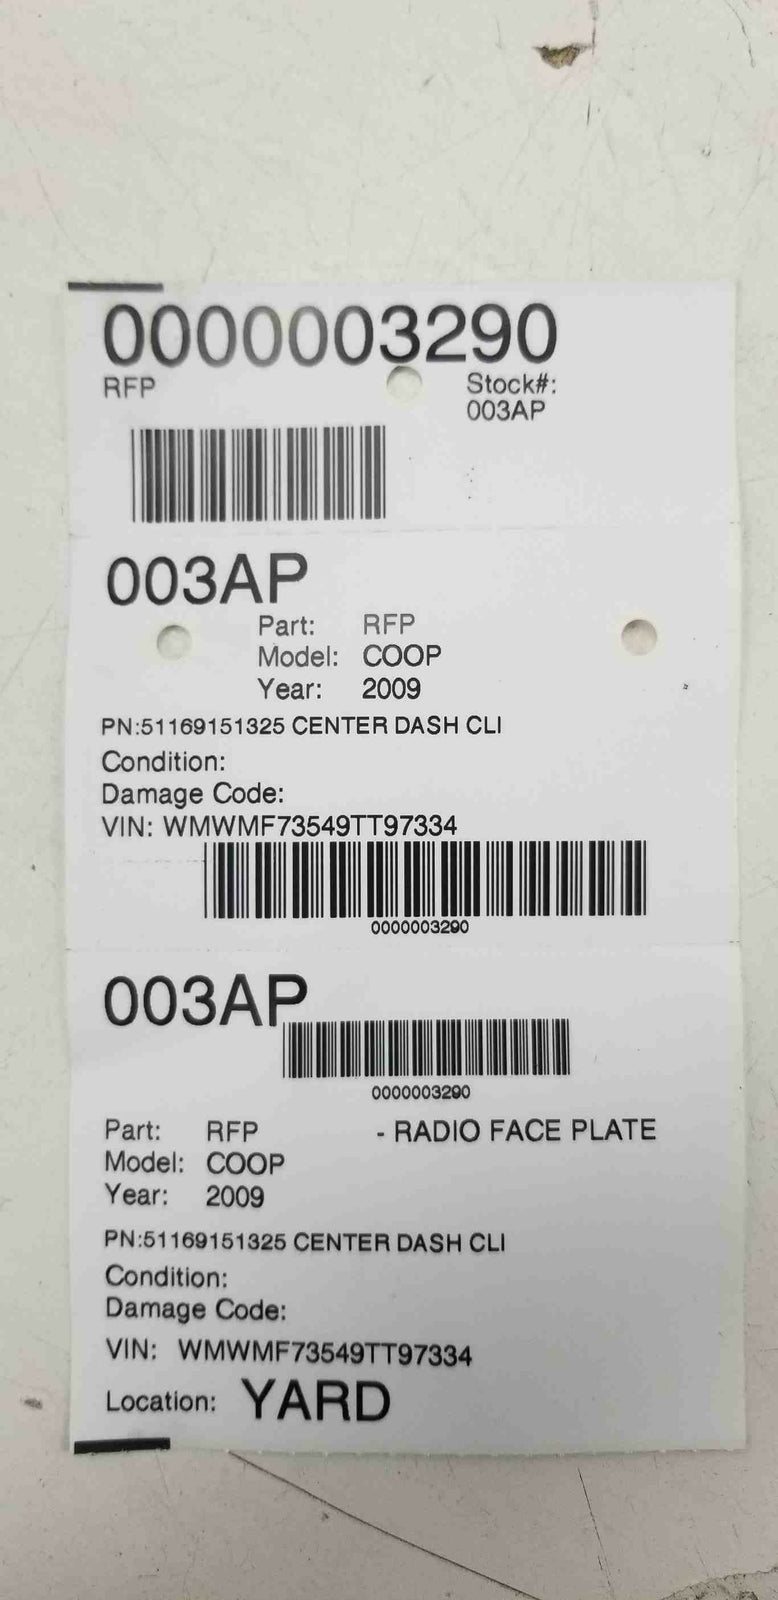 0000003290
RFP
Stock#:
003AP
003AP
Part: RFP
Model: COOP
Year: 2009
PN:51169151325 CENTER DASH CLI
Condition:
Damage Code:
VIN: WMWMF73549TT97334
0000003290
003AP
0000003290
Part: RFP - RADIO FACE PLATE
Model: COOP
Year: 2009
PN:51169151325 CENTER DASH CLI
Condition:
Damage Code:
VIN: WMWMF73549TT97334
Location: YARD